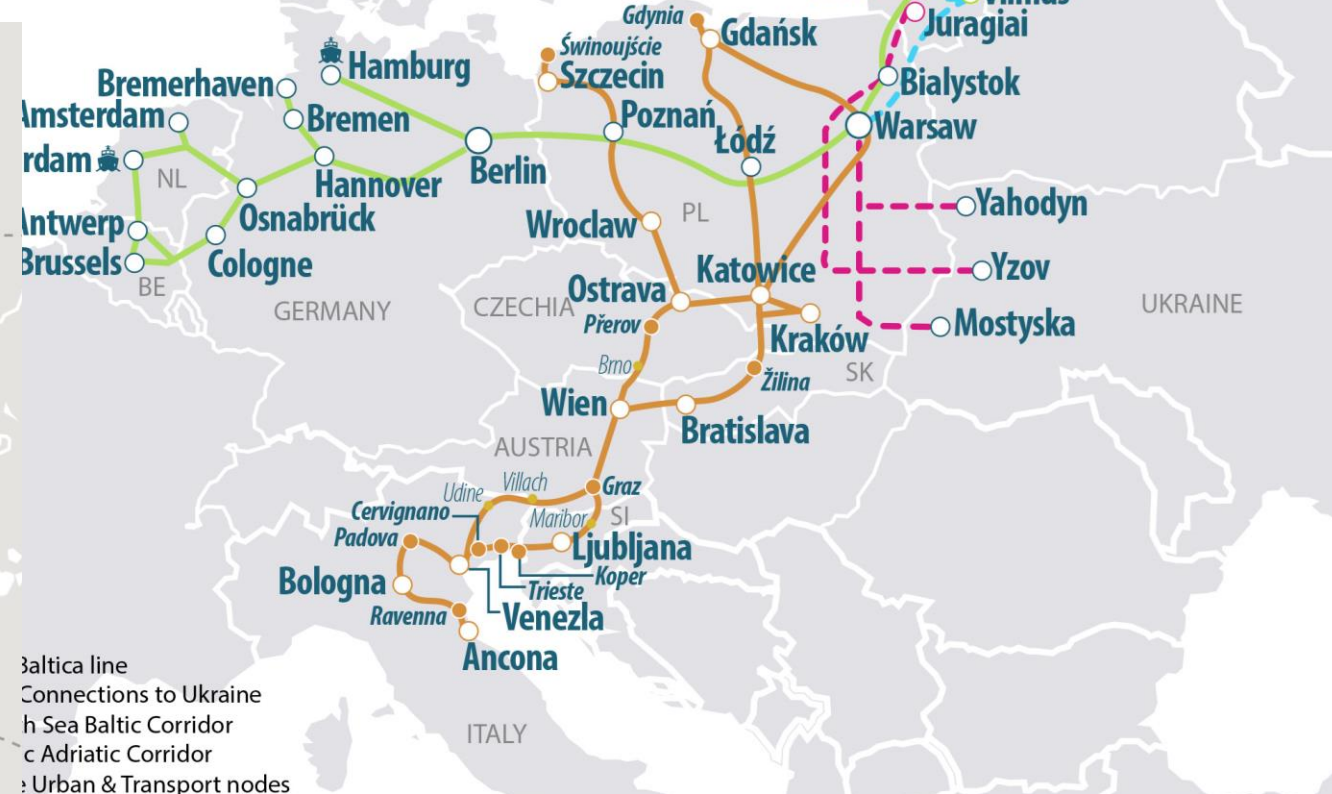 Gdynia
Gdańsk
Juragiai
Świnoujście
Szczecin
Hamburg
Bremerhaven
Bialystok
Amsterdam
Bremen
Poznań
Łódź
Warsaw
rdam
NL
Hannover
Berlin
Osnabrück
Wroclaw
PL
Yahodyn
Antwerp
Brussels
Cologne
BE
GERMANY
CZECHIA
Ostrava
Katowice
Yzov
UKRAINE
Přerov
Kraków
Mostyska
Brno
Žilina
SK
Wien
Bratislava
AUSTRIA
Udine
Villach
Graz
Cervignano
Maribor
SI
Padova
Ljubljana
Bologna
Koper
Trieste
Ravenna
Venezla
Ancona
Baltica line
Connections to Ukraine
h Sea Baltic Corridor
c Adriatic Corridor
e Urban & Transport nodes
ITALY